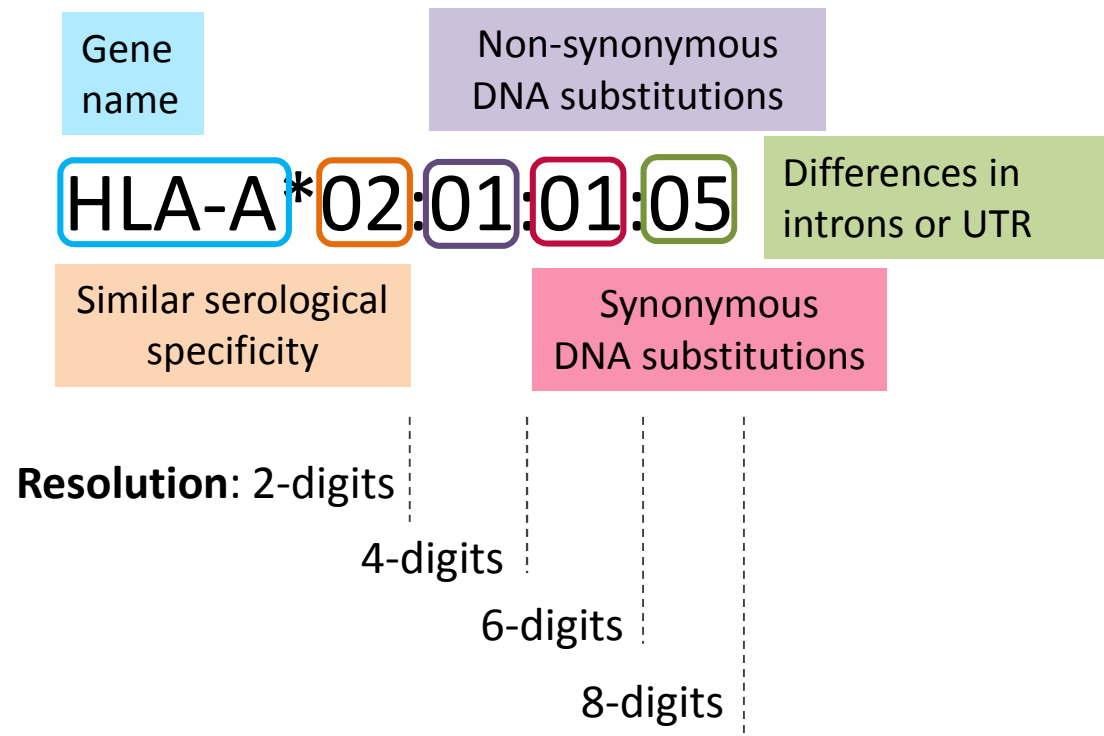 Gene
name
Non-synonymous
DNA substitutions
HLA-A*02:01:01:05
Differences in
introns or UTR
Similar serological
specificity
Synonymous
DNA substitutions
Resolution: 2-digits
4-digits
6-digits
8-digits